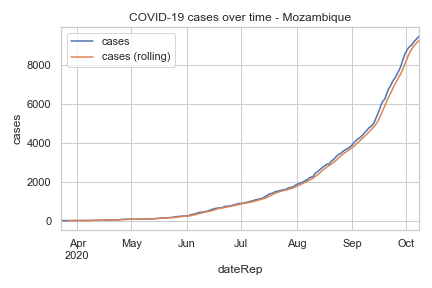 COVID-19 cases over time - Mozambique
cases
cases (rolling)
cases
8000
6000
4000
2000
0
Apr
2020
May
Jun
Jul
Aug
Sep
Oct
dateRep